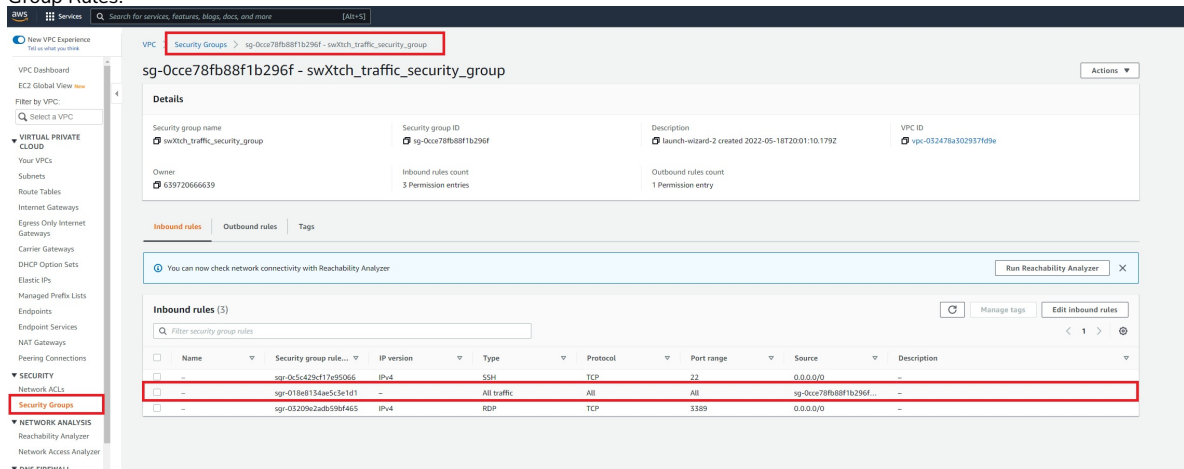 Group Rules:
aws Services Search for services, features, blogs, docs, and more [Alt+S]
New VPC Experience
Tell us what you think
VPC > Security Groups > sg-0cce78fb88f1b296f - swXtch_traffic_security_group
VPC Dashboard
EC2 Global View New
Filter by VPC:
Select a VPC
VIRTUAL PRIVATE CLOUD
Your VPCs
Subnets
Route Tables
Internet Gateways
Egress Only Internet Gateways
Carrier Gateways
DHCP Option Sets
Elastic IPs
Managed Prefix Lists
Endpoints
Endpoint Services
NAT Gateways
Peering Connections
SECURITY
Network ACLs
Security Groups
NETWORK ANALYSIS
Reachability Analyzer
Network Access Analyzer
DNS FIREWALL
sg-0cce78fb88f1b296f - swXtch_traffic_security_group Actions
Details
Security group name Security group ID Description VPC ID
swXtch_traffic_security_group sg-0cce78fb88f1b296f launch-wizard-2 created 2022-05-18T20:01:10.179Z vpc-032478a302937fd9e
Owner Inbound rules count Outbound rules count
639720666639 3 Permission entries 1 Permission entry
Inbound rules Outbound rules Tags
You can now check network connectivity with Reachability Analyzer Run Reachability Analyzer
Inbound rules (3) Manage tags Edit inbound rules
Filter security group rules < 1 >
Name Security group rule... IP version Type Protocol Port range Source Description
– sgr-0c5c429cf17e95066 IPv4 SSH TCP 22 0.0.0.0/0 –
– sgr-018e8134ae5c3e1d1 – All traffic All All sg-0cce78fb88f1b296f... –
– sgr-03209e2adb59bf465 IPv4 RDP TCP 3389 0.0.0.0/0 –